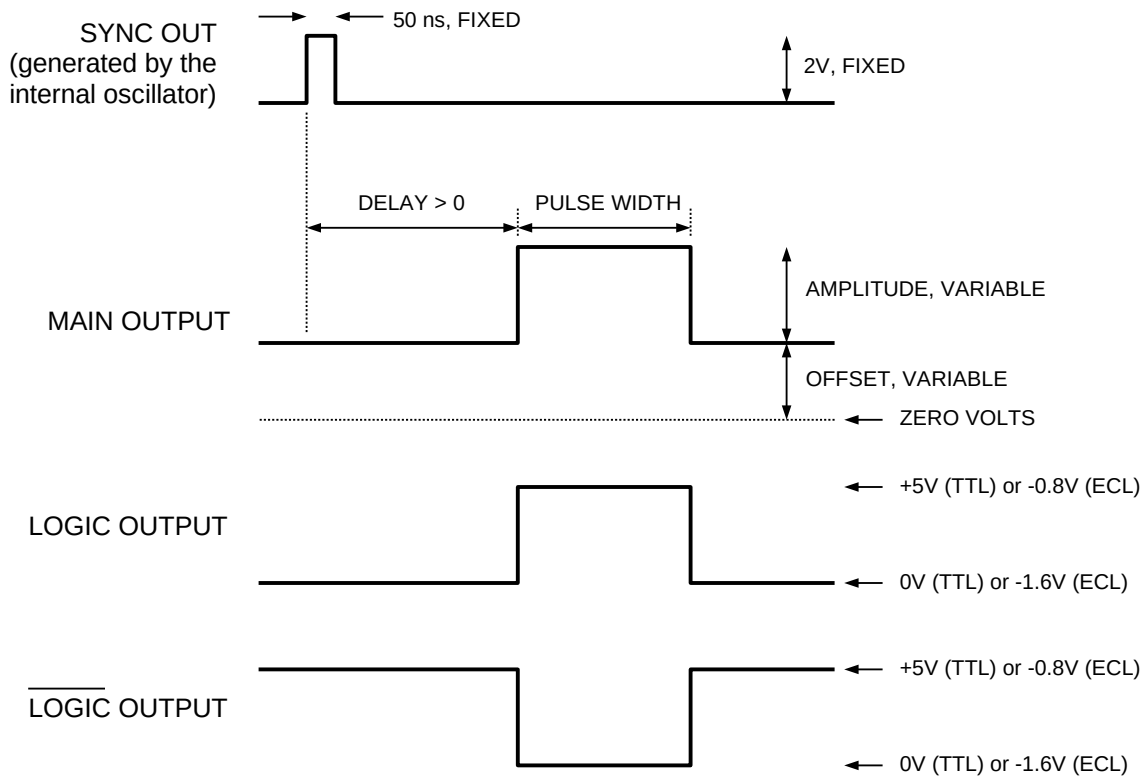 50 ns, FIXED
SYNC OUT
(generated by the
internal oscillator)
2V, FIXED
DELAY > 0
PULSE WIDTH
AMPLITUDE, VARIABLE
MAIN OUTPUT
OFFSET, VARIABLE
ZERO VOLTS
+5V (TTL) or -0.8V (ECL)
LOGIC OUTPUT
0V (TTL) or -1.6V (ECL)
+5V (TTL) or -0.8V (ECL)
LOGIC OUTPUT
0V (TTL) or -1.6V (ECL)